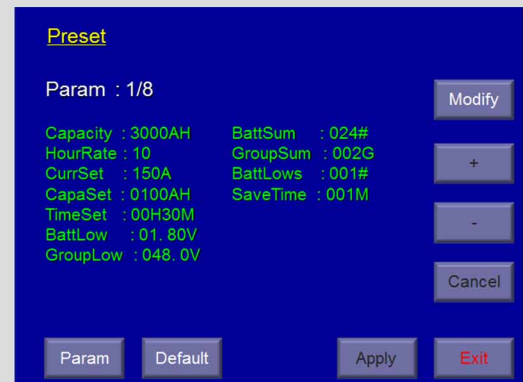 Preset
Param : 1/8
Capacity : 3000AH
HourRate : 10
CurrSet : 150A
CapaSet : 0100AH
TimeSet : 00H30M
BattLow : 01. 80V
GroupLow : 048. 0V
BattSum : 024#
GroupSum : 002G
BattLows : 001#
SaveTime : 001M
Modify
+
-
Cancel
Param
Default
Apply
Exit